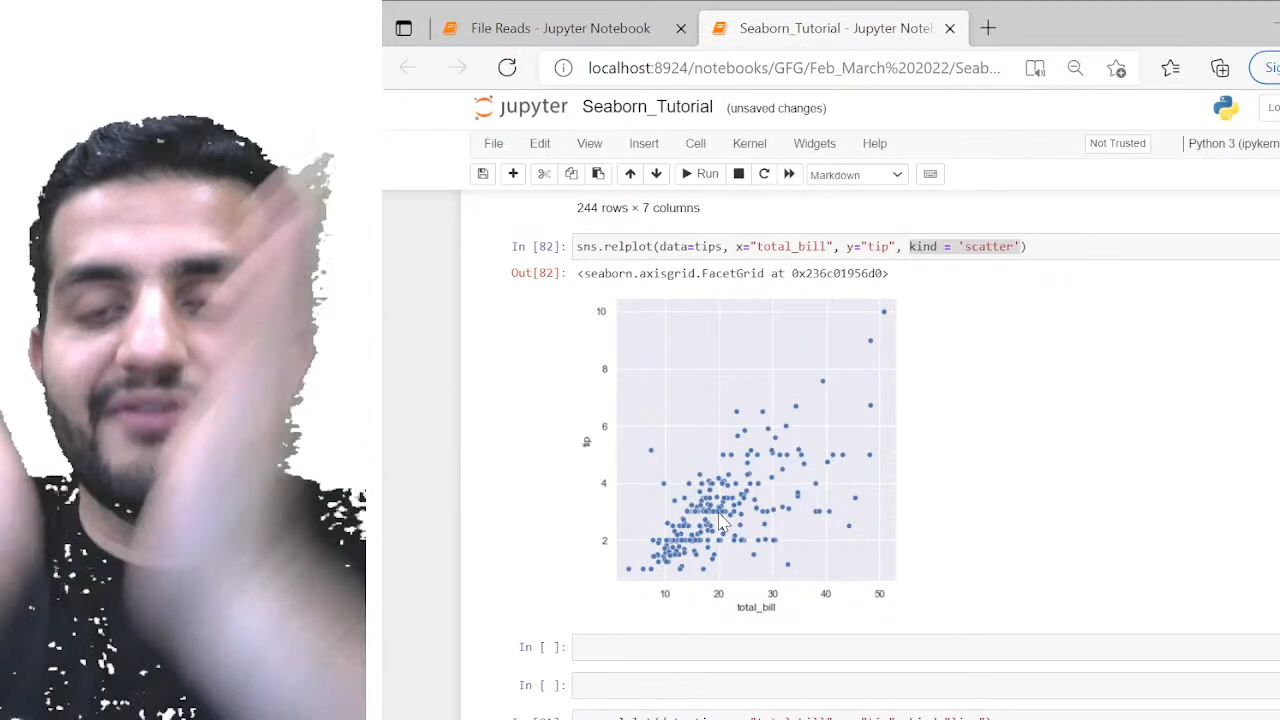 File Reads - Jupyter Notebook
Seaborn_Tutorial - Jupyter Note
localhost:8924/notebooks/GFG/Feb_March%202022/Seab...
jupyter Seaborn_Tutorial (unsaved changes)
File Edit View Insert Cell Kernel Widgets Help
Not Trusted
Python 3 (ipykern
Run
Markdown
244 rows × 7 columns
In [82]: sns.relplot(data=tips, x="total_bill", y="tip", kind = 'scatter')
Out[82]: <seaborn.axisgrid.FacetGrid at 0x236c01956d0>
10
8
6
tip
4
2
10 20 30 40 50
total_bill
In [ ]:
In [ ]: